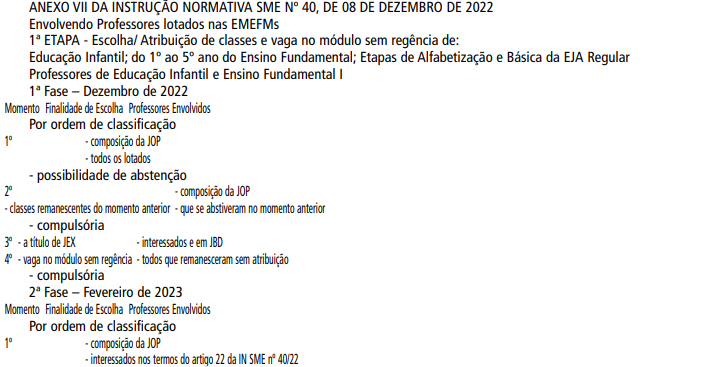 ANEXO VII DA INSTRUÇÃO NORMATIVA SME Nº 40, DE 08 DE DEZEMBRO DE 2022
Envolvendo Professores lotados nas EMEFMs
1ª ETAPA - Escolha/ Atribuição de classes e vaga no módulo sem regência de:
Educação Infantil; do 1º ao 5º ano do Ensino Fundamental; Etapas de Alfabetização e Básica da EJA Regular
Professores de Educação Infantil e Ensino Fundamental I
1ª Fase – Dezembro de 2022
Momento Finalidade de Escolha Professores Envolvidos
Por ordem de classificação
1º - composição da JOP
- todos os lotados
- possibilidade de abstenção
2º - composição da JOP
- classes remanescentes do momento anterior - que se abstiveram no momento anterior
- compulsória
3º - a título de JEX - interessados e em JBD
4º - vaga no módulo sem regência - todos que remanesceram sem atribuição
- compulsória
2ª Fase – Fevereiro de 2023
Momento Finalidade de Escolha Professores Envolvidos
Por ordem de classificação
1º - composição da JOP
- interessados nos termos do artigo 22 da IN SME nº 40/22